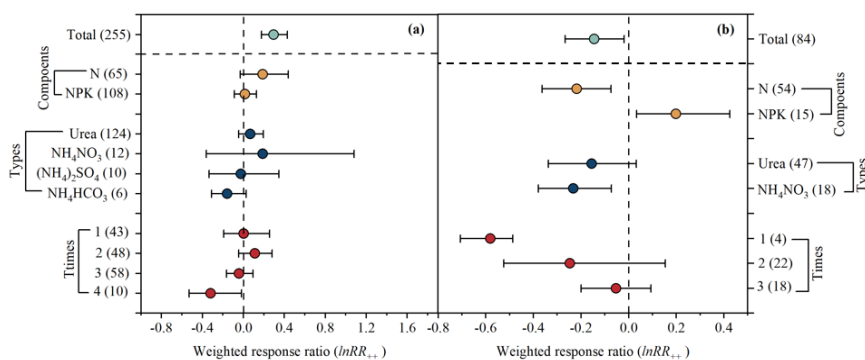 (a)
Total (255)
Compoents
N (65)
NPK (108)
Types
Urea (124)
NH4NO3 (12)
(NH4)2SO4 (10)
NH4HCO3 (6)
Ttimes
1 (43)
2 (48)
3 (58)
4 (10)
-0.4 0.0 0.4 0.8 1.2 1.6
Weighted response ratio (lnRR++)
(b)
Total (84)
N (54)
NPK (15)
Compoents
Urea (47)
NH4NO3 (18)
Types
1 (4)
2 (22)
3 (18)
Times
-0.8 -0.6 -0.4 -0.2 0.0 0.2 0.4
Weighted response ratio (lnRR++)